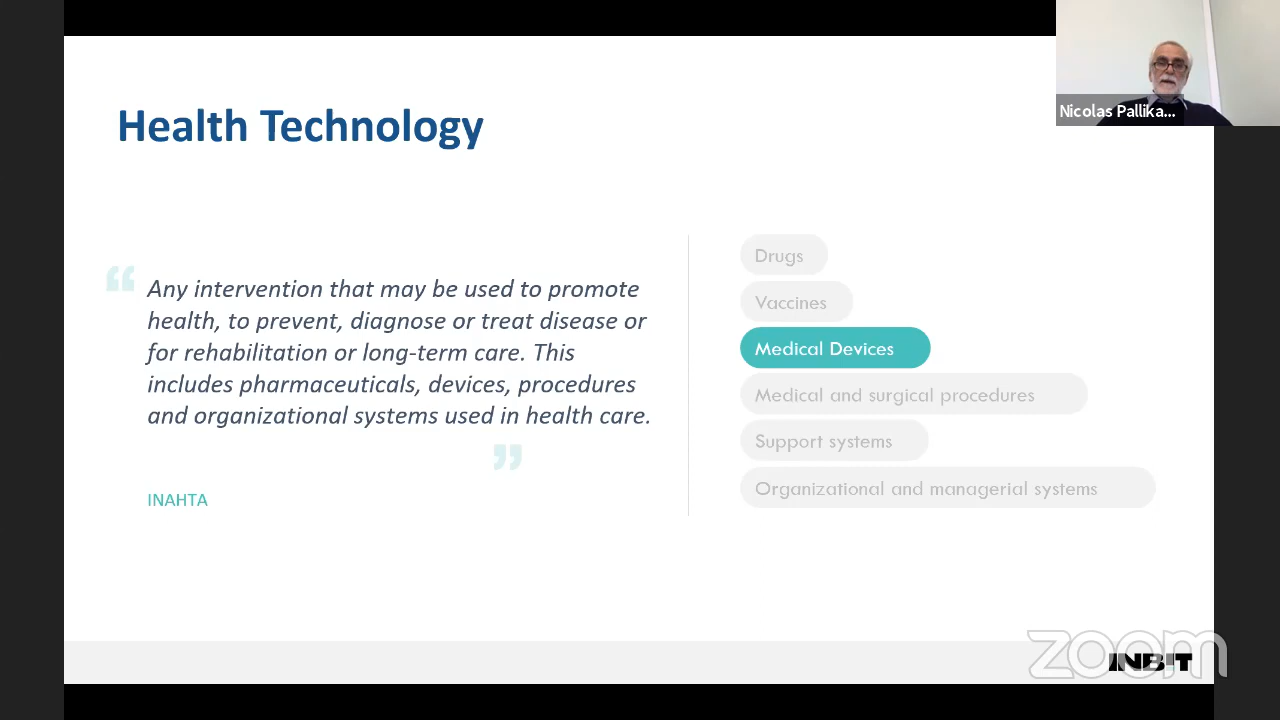 Nicolas Pallika...
Health Technology
“
Any intervention that may be used to promote
health, to prevent, diagnose or treat disease or
for rehabilitation or long-term care. This
includes pharmaceuticals, devices, procedures
and organizational systems used in health care.
”
INAHTA
Drugs
Vaccines
Medical Devices
Medical and surgical procedures
Support systems
Organizational and managerial systems
zoom
INBIT